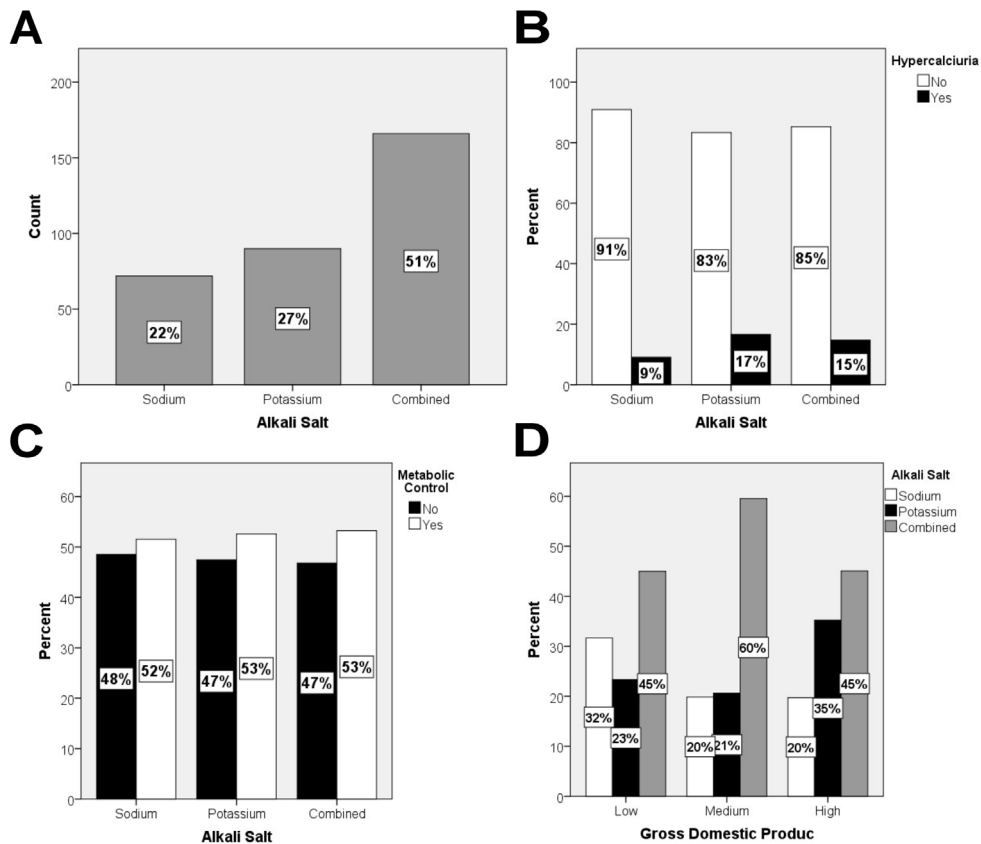 A
200
150
100
50
0
Count
22%
27%
51%
Sodium
Potassium
Combined
Alkali Salt
B
Hypercalciuria
No
Yes
100
80
60
40
20
0
Percent
91%
9%
83%
17%
85%
15%
Sodium
Potassium
Combined
Alkali Salt
C
Metabolic
Control
No
Yes
60
50
40
30
20
10
0
Percent
48%
52%
47%
53%
47%
53%
Sodium
Potassium
Combined
Alkali Salt
D
Alkali Salt
Sodium
Potassium
Combined
60
50
40
30
20
10
0
Percent
32%
23%
45%
20%
21%
60%
20%
35%
45%
Low
Medium
High
Gross Domestic Produc